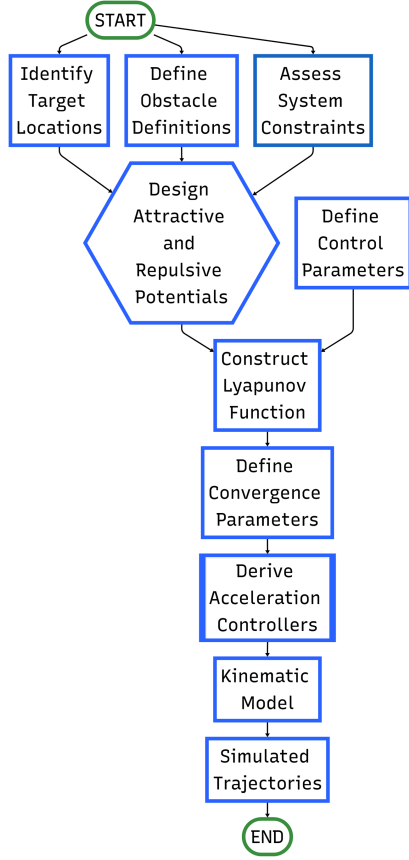 START
Identify
Target
Locations
Define
Obstacle
Definitions
Assess
System
Constraints
Design
Attractive
and
Repulsive
Potentials
Define
Control
Parameters
Construct
Lyapunov
Function
Define
Convergence
Parameters
Derive
Acceleration
Controllers
Kinematic
Model
Simulated
Trajectories
END